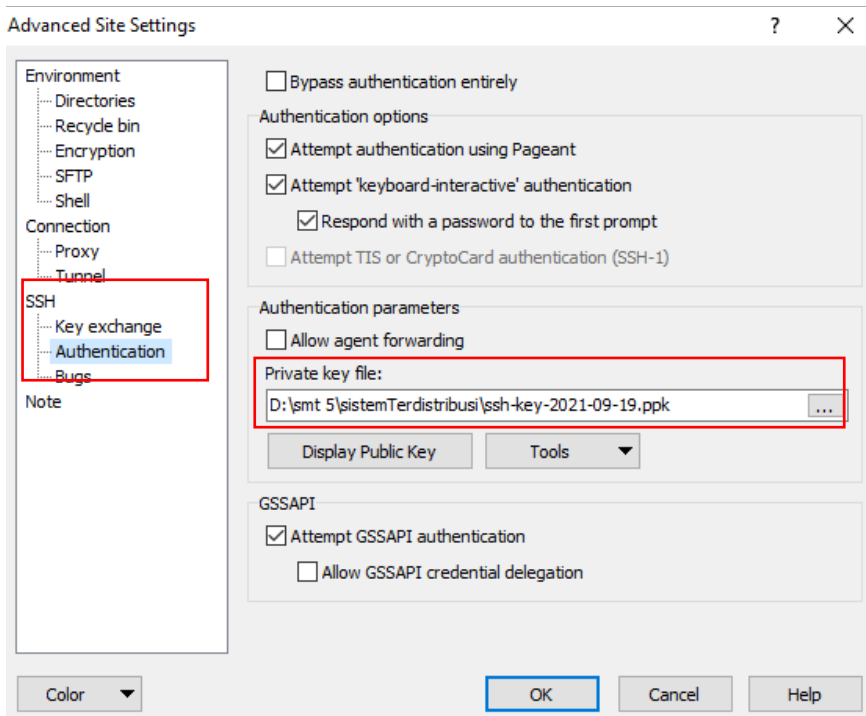 Advanced Site Settings
?
Environment
Directories
Recycle bin
Encryption
SFTP
Shell
Connection
Proxy
Tunnel
SSH
Key exchange
Authentication
Bugs
Note
Bypass authentication entirely
Authentication options
Attempt authentication using Pageant
Attempt 'keyboard-interactive' authentication
Respond with a password to the first prompt
Attempt TIS or CryptoCard authentication (SSH-1)
Authentication parameters
Allow agent forwarding
Private key file:
D:\smt 5\sistemTerdistribusi\ssh-key-2021-09-19.ppk
...
Display Public Key
Tools
GSSAPI
Attempt GSSAPI authentication
Allow GSSAPI credential delegation
Color
OK
Cancel
Help